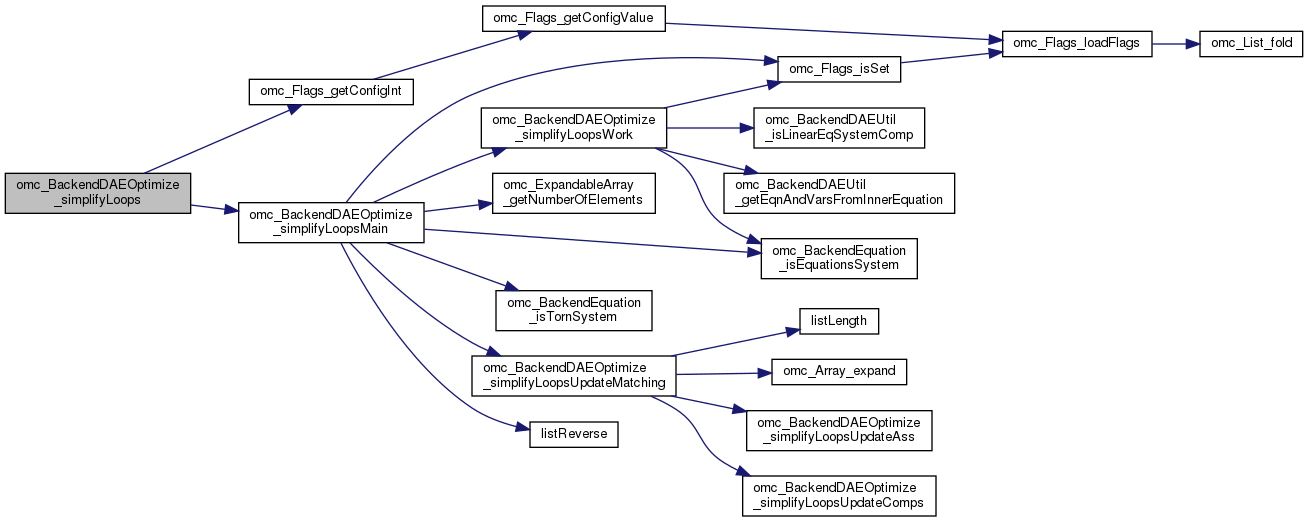 omc_Flags_getConfigValue
omc_Flags_loadFlags
omc_List_fold
omc_Flags_isSet
omc_Flags_getConfigInt
omc_BackendDAEOptimize
_simplifyLoopsWork
omc_BackendDAEUtil
_isLinearEqSystemComp
omc_BackendDAEOptimize
_simplifyLoops
omc_ExpandableArray
_getNumberOfElements
omc_BackendDAEUtil
_getEqnAndVarsFromInnerEquation
omc_BackendDAEOptimize
_simplifyLoopsMain
omc_BackendEquation
_isEquationsSystem
omc_BackendEquation
_isTornSystem
listLength
omc_BackendDAEOptimize
_simplifyLoopsUpdateMatching
omc_Array_expand
omc_BackendDAEOptimize
_simplifyLoopsUpdateAss
listReverse
omc_BackendDAEOptimize
_simplifyLoopsUpdateComps